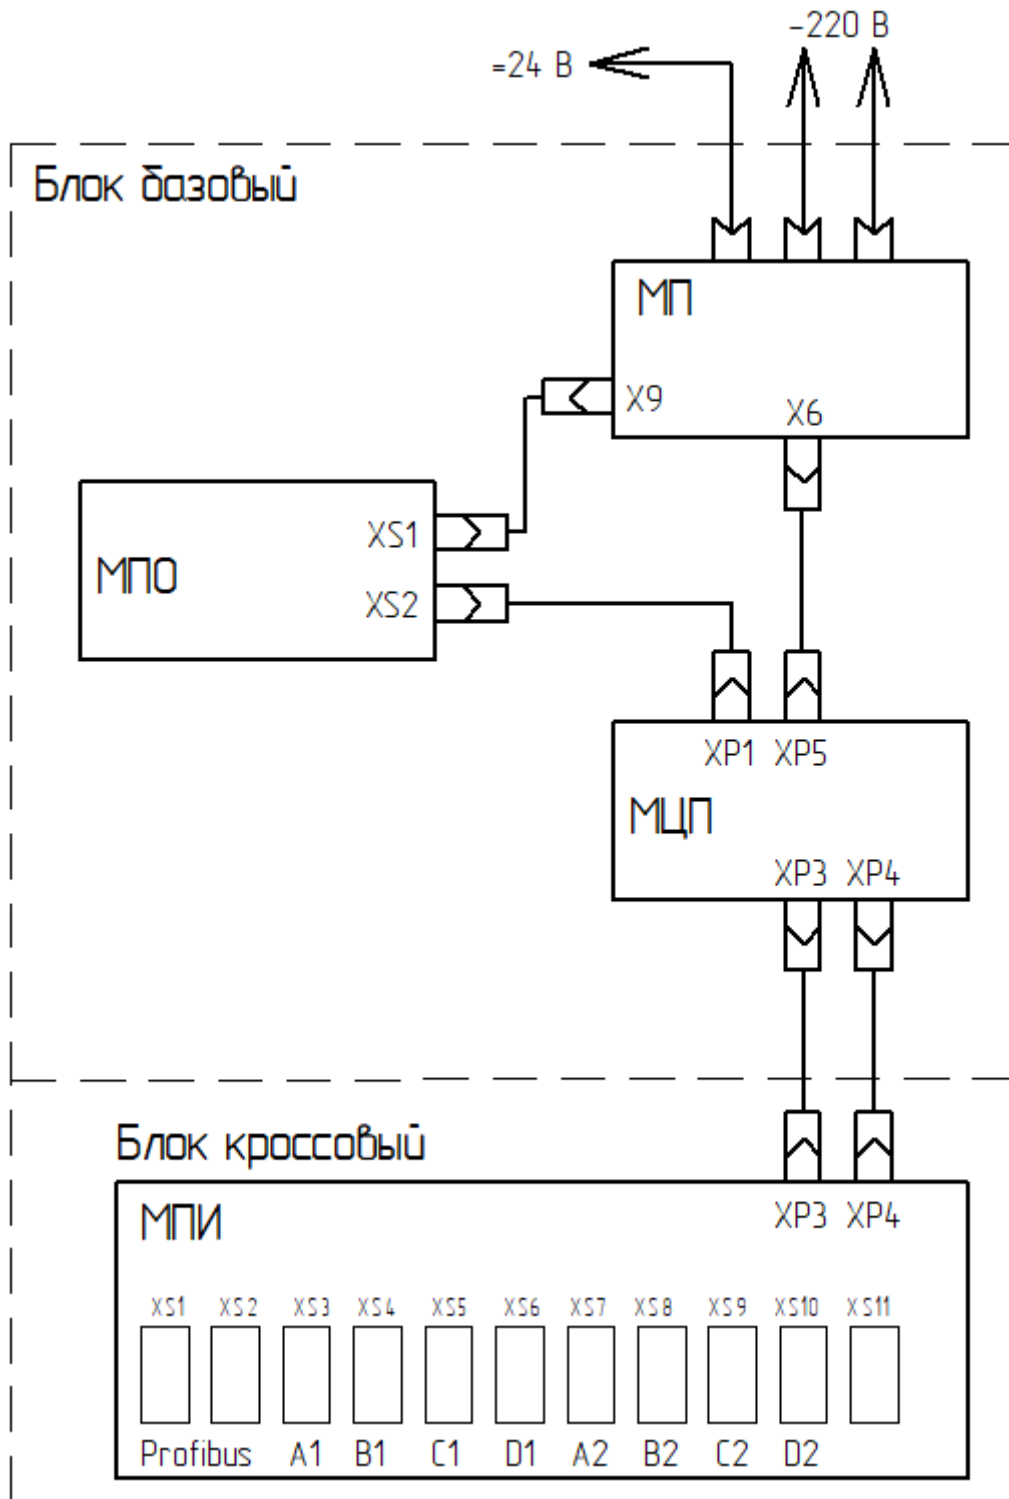 -220 В
=24 В
Блок базовый
МП
X9
X6
XS1
МПО
XS2
XP1 XP5
МЦП
XP3 XP4
Блок кроссовый
МПИ
XP3 XP4
XS1 XS2 XS3 XS4 XS5 XS6 XS7 XS8 XS9 XS10 XS11
Profibus A1 B1 C1 D1 A2 B2 C2 D2